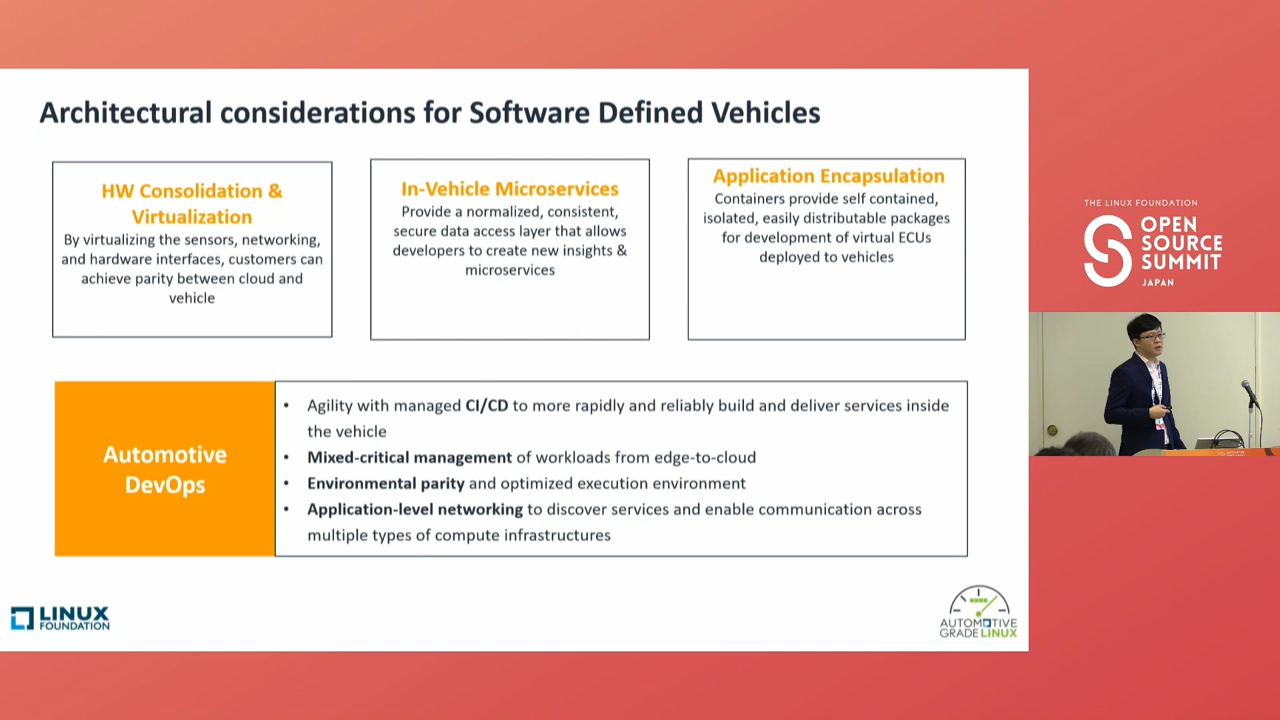 Architectural considerations for Software Defined Vehicles
HW Consolidation &
Virtualization
By virtualizing the sensors, networking,
and hardware interfaces, customers can
achieve parity between cloud and
vehicle
In-Vehicle Microservices
Provide a normalized, consistent,
secure data access layer that allows
developers to create new insights &
microservices
Application Encapsulation
Containers provide self contained,
isolated, easily distributable packages
for development of virtual ECUs
deployed to vehicles
Automotive
DevOps
• Agility with managed CI/CD to more rapidly and reliably build and deliver services inside
the vehicle
• Mixed-critical management of workloads from edge-to-cloud
• Environmental parity and optimized execution environment
• Application-level networking to discover services and enable communication across
multiple types of compute infrastructures
LINUX
FOUNDATION
AUTOMOTIVE
GRADELINUX
THE LINUX FOUNDATION
OPEN
SOURCE
SUMMIT
JAPAN